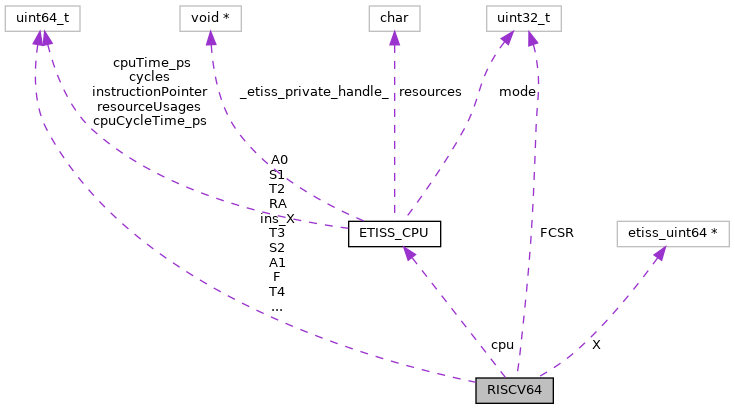 uint64_t
void *
char
uint32_t
cpuTime_ps
cycles
instructionPointer
resourceUsages
cpuCycleTime_ps
_etiss_private_handle_
resources
mode
A0
S1
T2
RA
ins_X
T3
S2
A1
F
T4
...
ETISS_CPU
FCSR
etiss_uint64 *
cpu
X
RISCV64